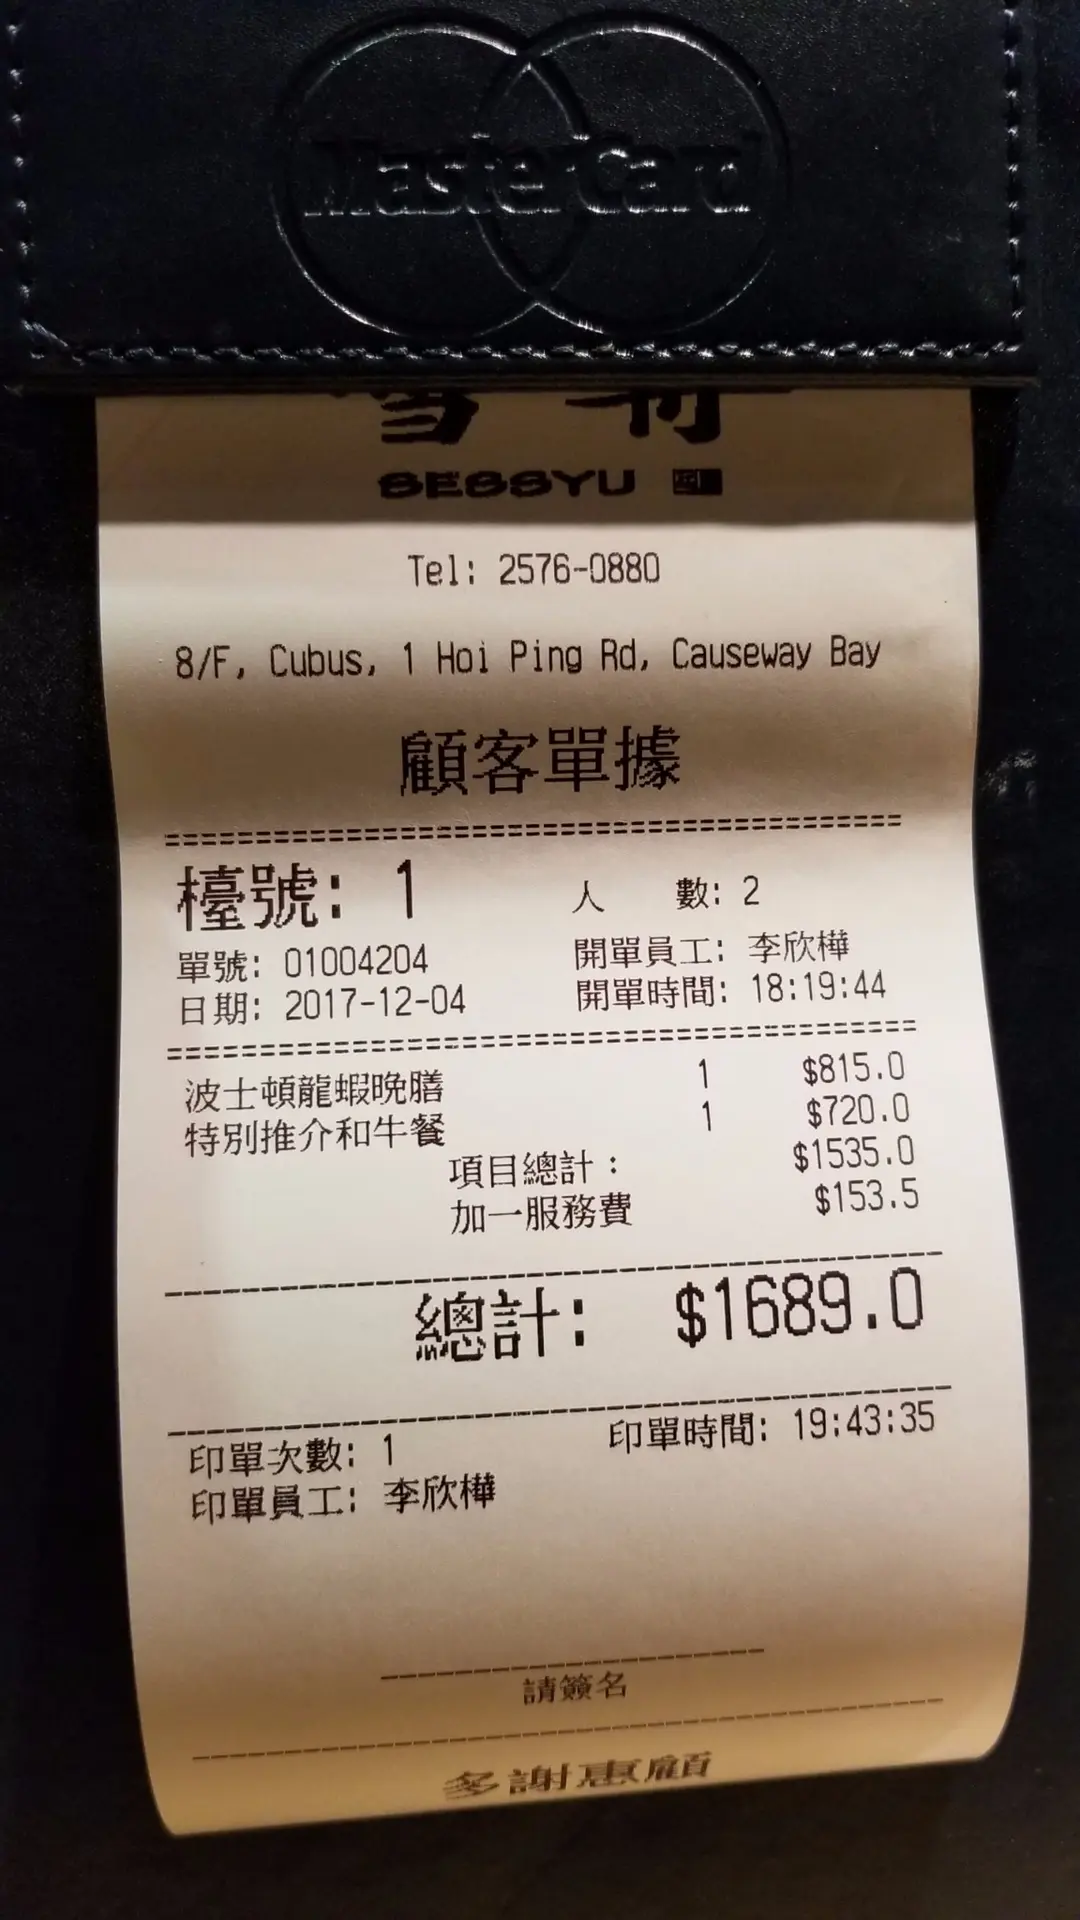 MasterCard
雪
SESSYU
Tel: 2576-0880
8/F, Cubus, 1 Hoi Ping Rd, Causeway Bay
顧客單據
檯號: 1 人 數: 2
單號: 01004204 開單員工: 李欣樺
日期: 2017-12-04 開單時間: 18:19:44
波士頓龍蝦晚膳 1 $815.0
特別推介和牛餐 1 $720.0
項目總計： $1535.0
加一服務費 $153.5
總計: $1689.0
印單次數: 1 印單時間: 19:43:35
印單員工: 李欣樺
請簽名
多謝惠顧